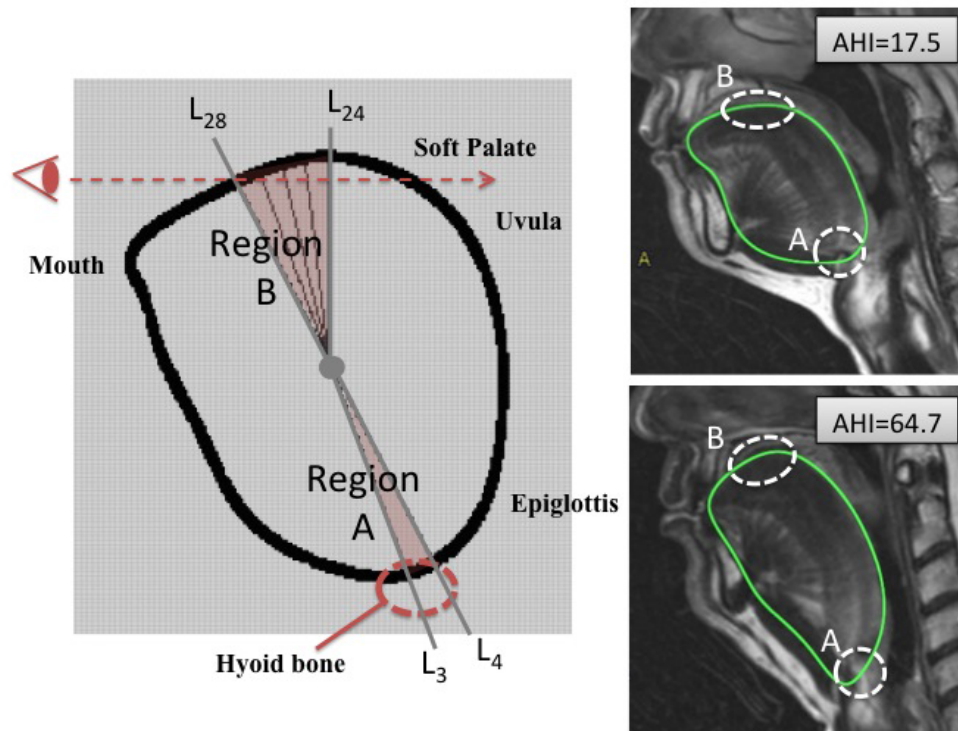 L28
L24
Soft Palate
Uvula
Mouth
Region
B
Region
A
Epiglottis
Hyoid bone
L3
L4
AHI=17.5
B
A
A
AHI=64.7
B
A